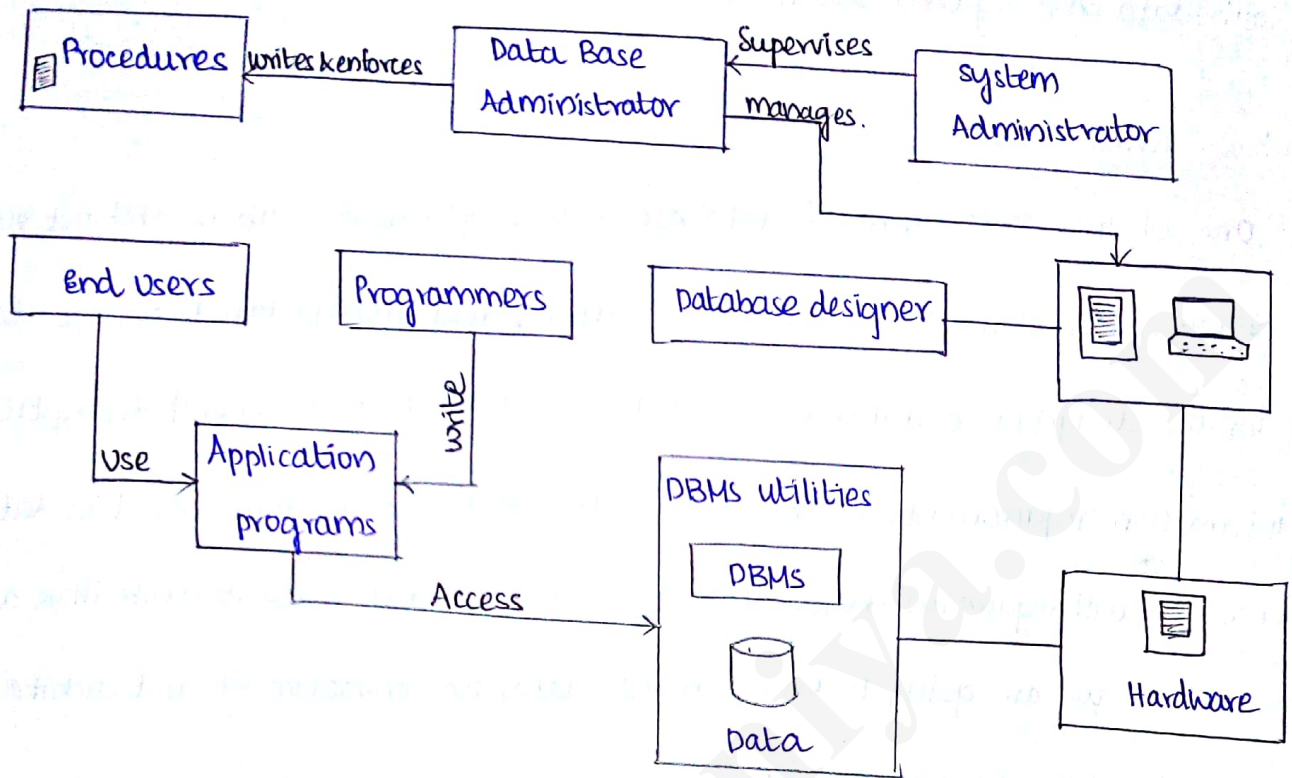 Procedures
writes & enforces
Data Base
Administrator
Supervises
manages.
system
Administrator
End users
Programmers
Database designer
use
write
Application
programs
Access
DBMS utilities
DBMS
Data
Hardware